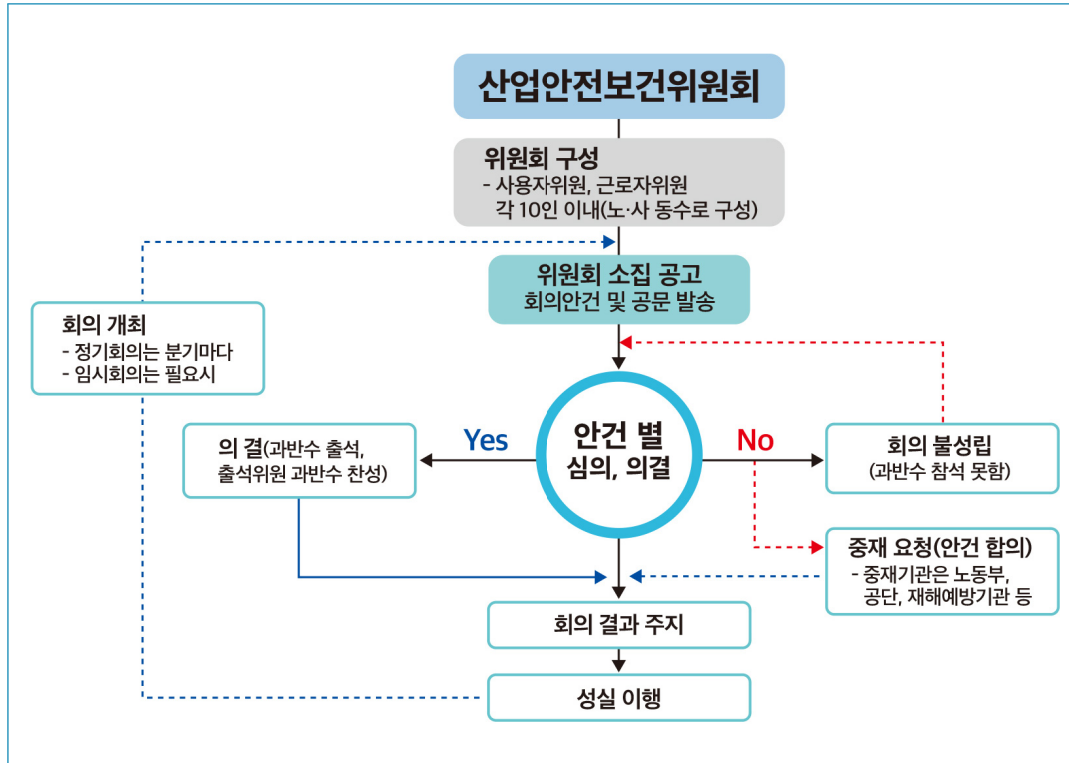 산업안전보건위원회
위원회 구성
- 사용자위원, 근로자위원
각 10인 이내(노·사 동수로 구성)
위원회 소집 공고
회의안건 및 공문 발송
회의 개최
- 정기회의는 분기마다
- 임시회의는 필요시
의 결(과반수 출석,
출석위원 과반수 찬성)
Yes
안건 별
심의, 의결
No
회의 불성립
(과반수 참석 못함)
중재 요청(안건 합의)
- 중재기관은 노동부,
공단, 재해예방기관 등
회의 결과 주지
성실 이행